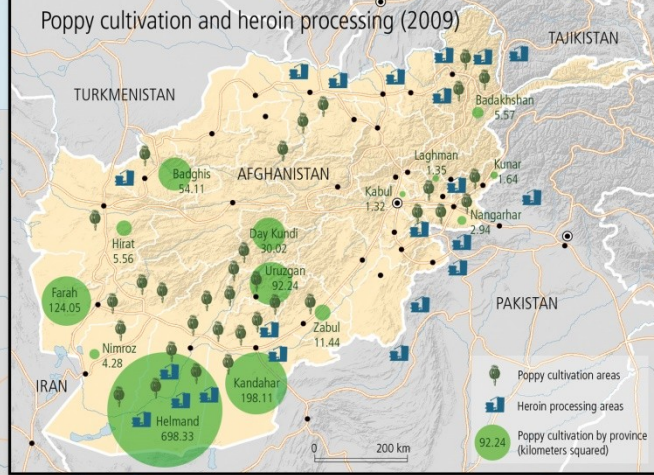 Poppy cultivation and heroin processing (2009)
TAJIKISTAN
TURKMENISTAN
Badakhshan
5.57
Badghis
54.11
AFGHANISTAN
Laghman
1.35
Kunar
1.64
Kabul
1.32
Nangarhar
2.94
Hirat
5.56
Day Kundi
30.02
Uruzgan
92.24
Farah
124.05
Zabul
11.44
PAKISTAN
Nimroz
4.28
IRAN
Kandahar
198.11
Helmand
698.33
0 200 km
Poppy cultivation areas
Heroin processing areas
92.24
Poppy cultivation by province
(kilometers squared)